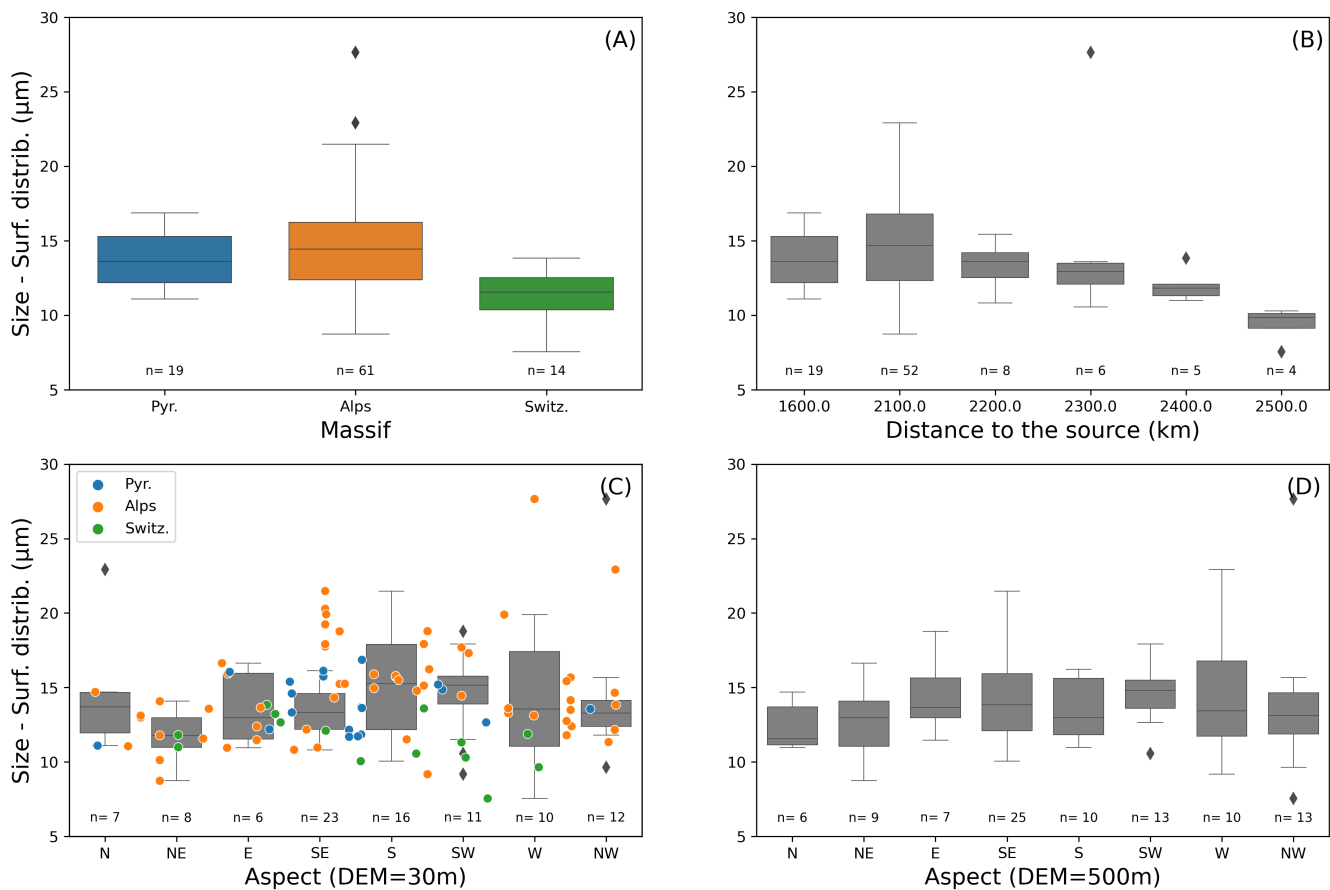 30
25
20
15
10
5
Size - Surf. distrib. (µm)
(A)
n= 19
n= 61
n= 14
Pyr.
Alps
Switz.
Massif
30
25
20
15
10
5
(B)
n= 19
n= 52
n= 8
n= 6
n= 5
n= 4
1600.0
2100.0
2200.0
2300.0
2400.0
2500.0
Distance to the source (km)
30
25
20
15
10
5
Size - Surf. distrib. (µm)
Pyr.
Alps
Switz.
(C)
n= 7
n= 8
n= 6
n= 23
n= 16
n= 11
n= 10
n= 12
N
NE
E
SE
S
SW
W
NW
Aspect (DEM=30m)
30
25
20
15
10
5
(D)
n= 6
n= 9
n= 7
n= 25
n= 10
n= 13
n= 10
n= 13
N
NE
E
SE
S
SW
W
NW
Aspect (DEM=500m)